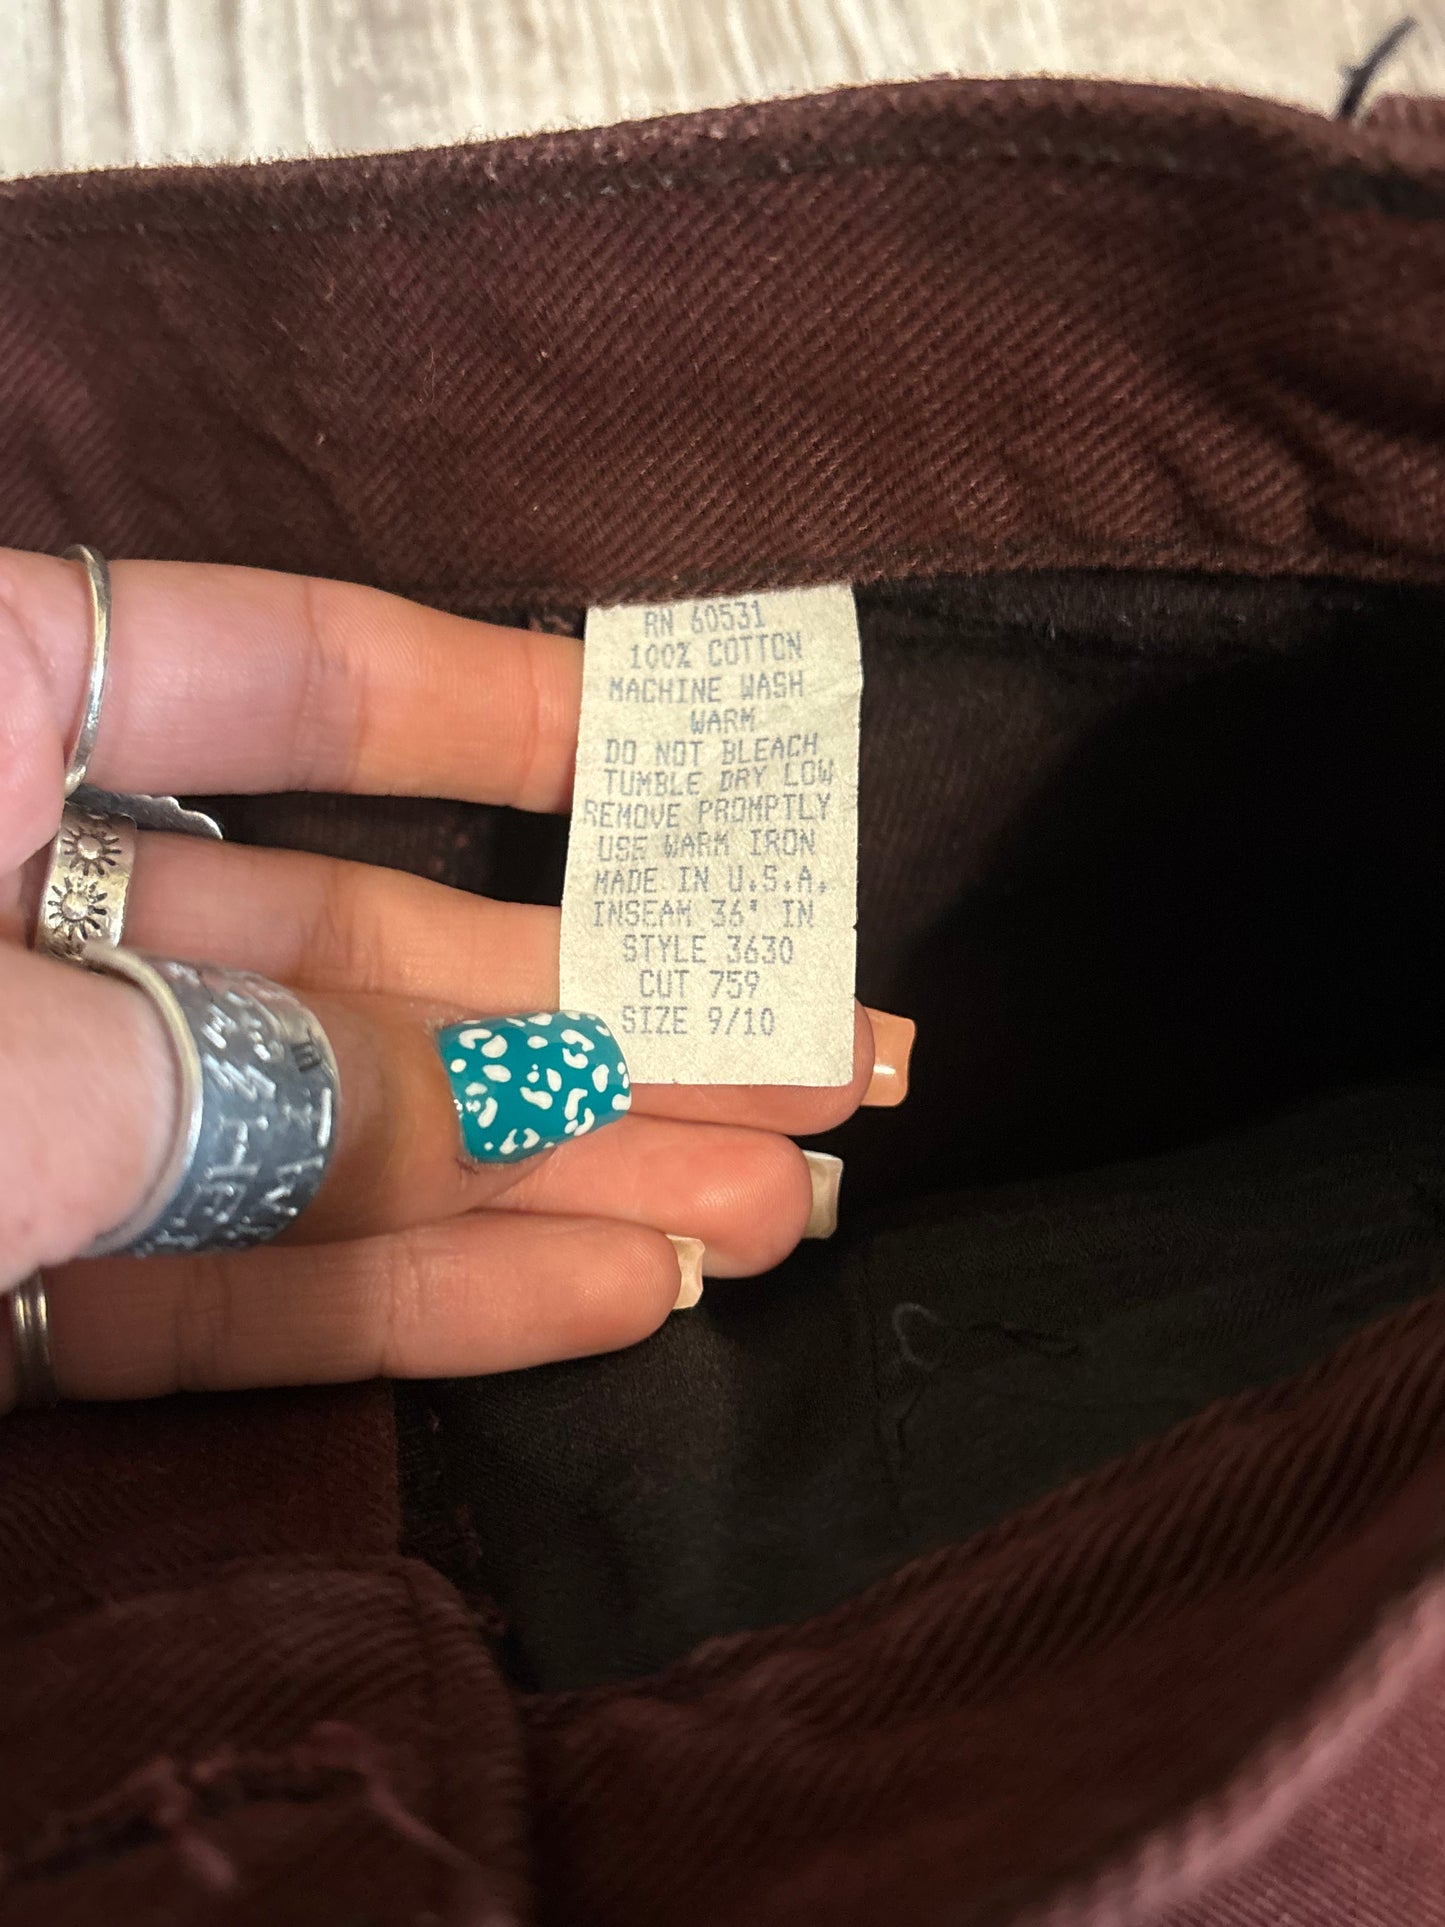 RN 60531
100% COTTON
MACHINE WASH
WARM
DO NOT BLEACH
TUMBLE DRY LOW
REMOVE PROMPTLY
USE WARM IRON
MADE IN U.S.A.
INSEAM 36" IN
STYLE 3630
CUT 759
SIZE 9/10